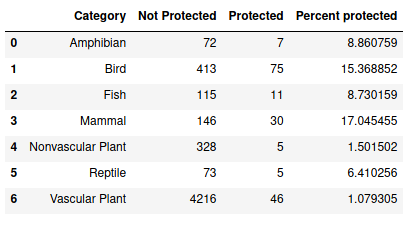 Category Not Protected Protected Percent protected
0 Amphibian 72 7 8.860759
1 Bird 413 75 15.368852
2 Fish 115 11 8.730159
3 Mammal 146 30 17.045455
4 Nonvascular Plant 328 5 1.501502
5 Reptile 73 5 6.410256
6 Vascular Plant 4216 46 1.079305